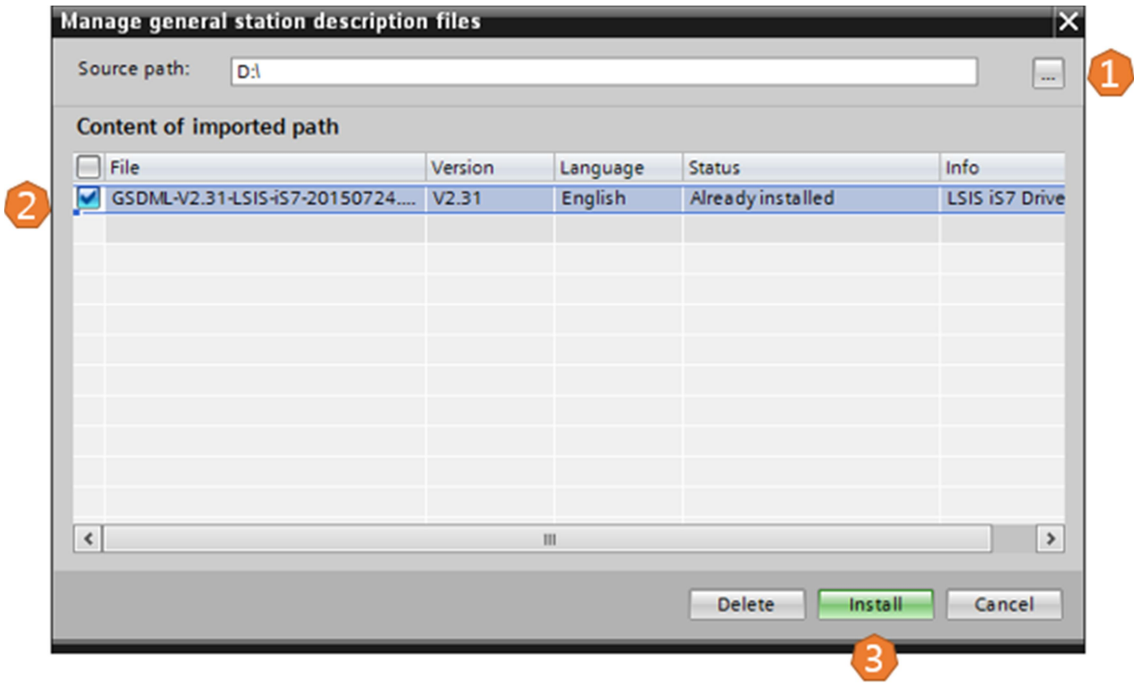 Manage general station description files
Source path: D:\ ... 1
Content of imported path
File Version Language Status Info
2 GSDML-V2.31-LSIS-iS7-20150724.... V2.31 English Already installed LSIS iS7 Drive
Delete Install Cancel
3